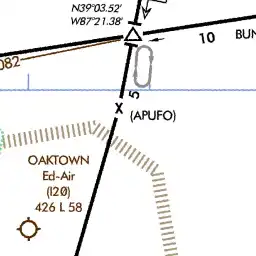 N39°03.52'
W87°21.38'
10
BUN
082
5
X
(APUFO)
OAKTOWN
Ed-Air
(I20)
426 L 58